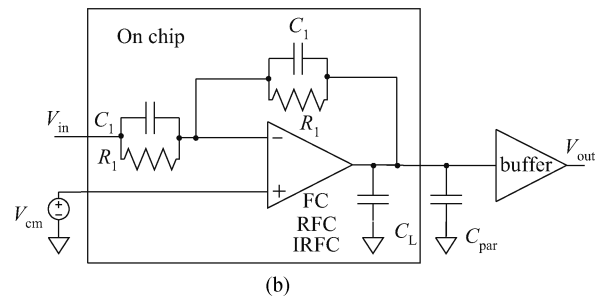 On chip
C1
R1
Vin
C1
R1
−
+
FC
RFC
IRFC
CL
Cpar
buffer
Vout
Vcm
+
−
(b)